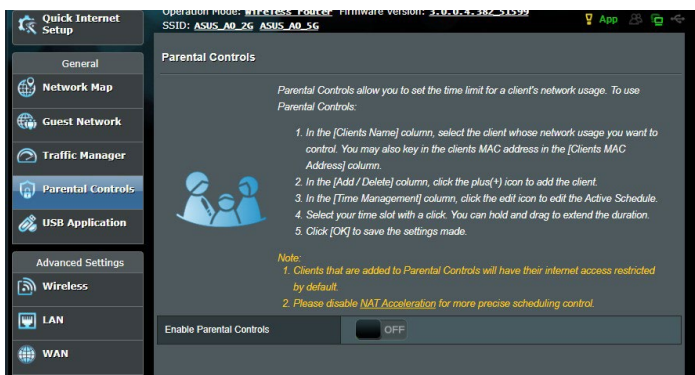 Quick Internet
Setup
Operation Mode: Wireless router Firmware Version: 3.0.0.4.382_51599
SSID: ASUS_A0_2G ASUS_A0_5G
App
General
Network Map
Guest Network
Traffic Manager
Parental Controls
USB Application
Advanced Settings
Wireless
LAN
WAN
Parental Controls
Parental Controls allow you to set the time limit for a client's network usage. To use
Parental Controls:
1. In the [Clients Name] column, select the client whose network usage you want to
control. You may also key in the clients MAC address in the [Clients MAC
Address] column.
2. In the [Add / Delete] column, click the plus(+) icon to add the client.
3. In the [Time Management] column, click the edit icon to edit the Active Schedule.
4. Select your time slot with a click. You can hold and drag to extend the duration.
5. Click [OK] to save the settings made.
Note:
1. Clients that are added to Parental Controls will have their internet access restricted
by default.
2. Please disable NAT Acceleration for more precise scheduling control.
Enable Parental Controls
OFF